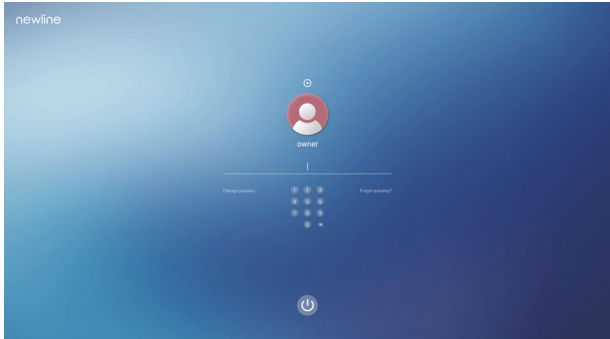 newline
owner
Change passkey
Forgot passkey?
1 2 3
4 5 6
7 8 9
0